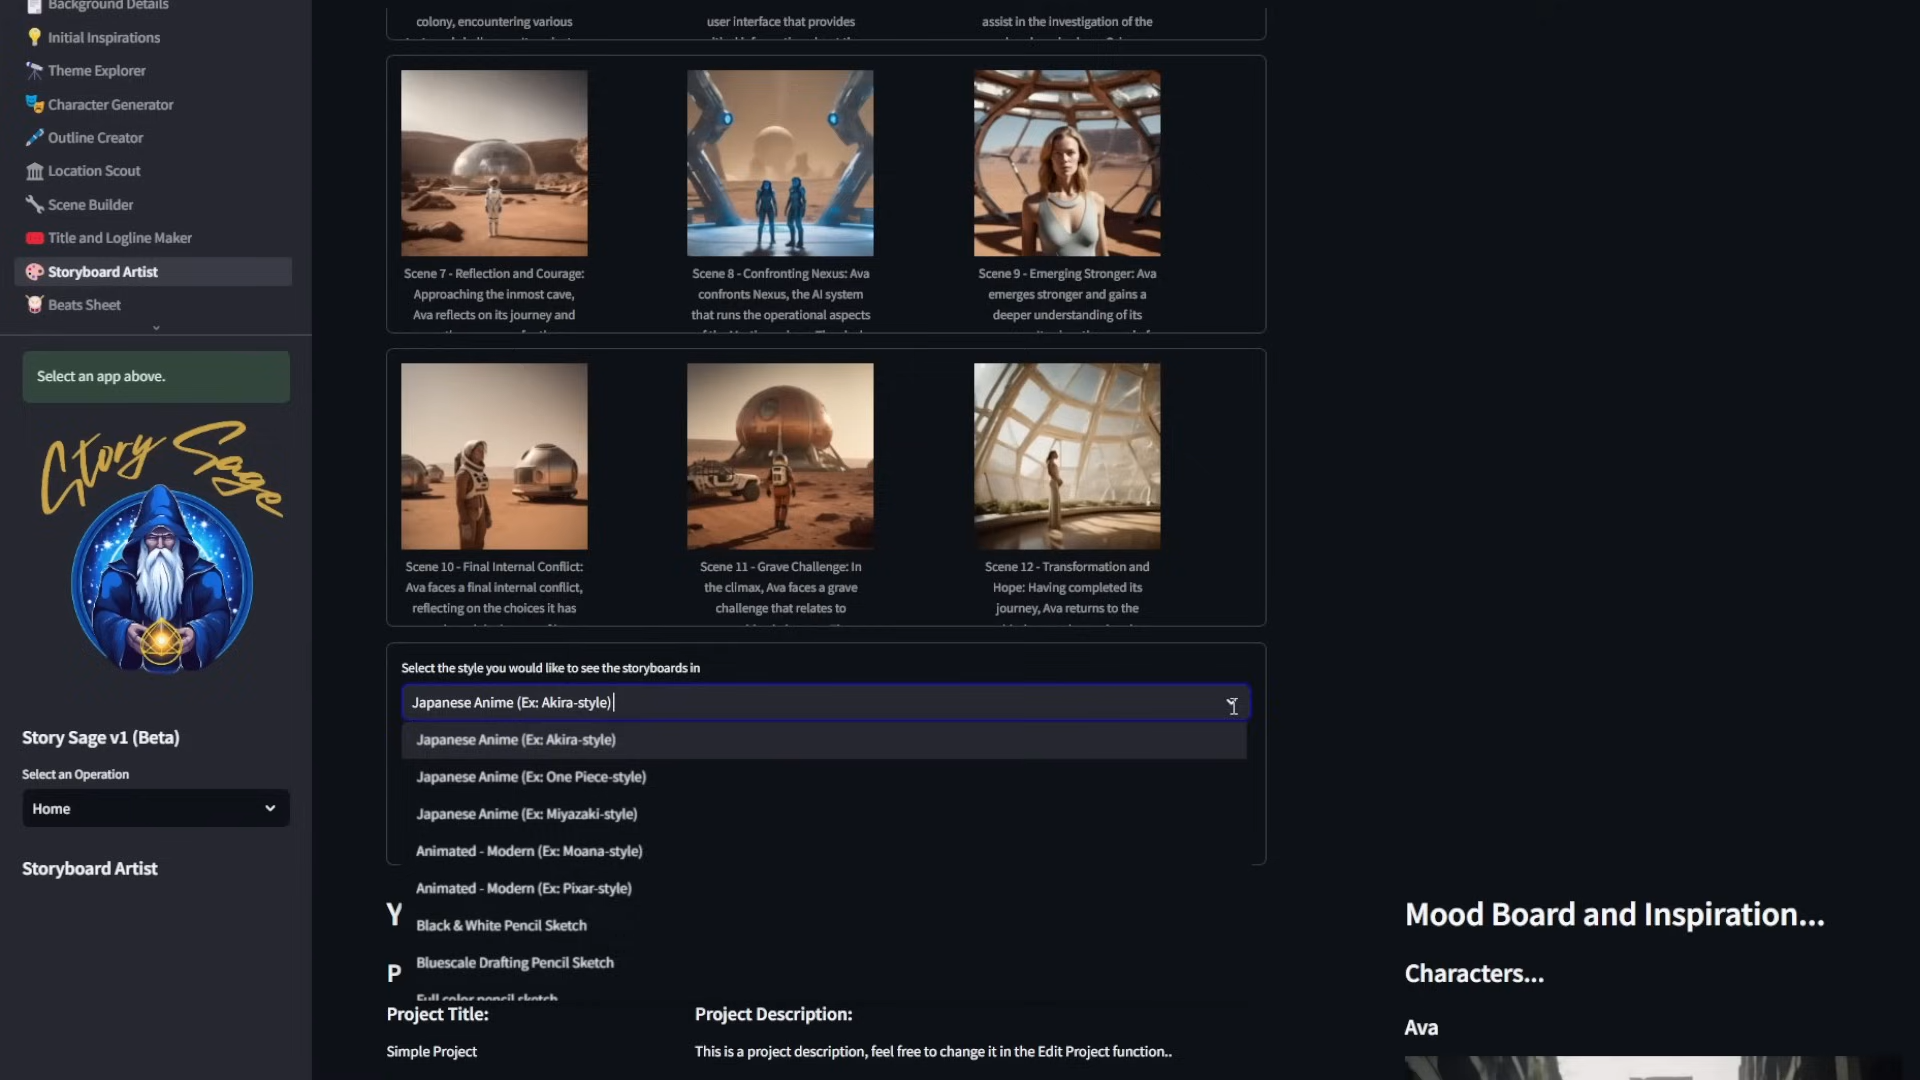 Background Details
Initial Inspirations
Theme Explorer
Character Generator
Outline Creator
Location Scout
Scene Builder
Title and Logline Maker
Storyboard Artist
Beats Sheet
Select an app above.
Story Sage
Story Sage v1 (Beta)
Select an Operation
Home
Storyboard Artist
colony, encountering various
user interface that provides
assist in the investigation of the
Scene 7 - Reflection and Courage:
Approaching the inmost cave,
Ava reflects on its journey and
Scene 8 - Confronting Nexus: Ava
confronts Nexus, the AI system
that runs the operational aspects
Scene 9 - Emerging Stronger: Ava
emerges stronger and gains a
deeper understanding of its
Scene 10 - Final Internal Conflict:
Ava faces a final internal conflict,
reflecting on the choices it has
Scene 11 - Grave Challenge: In
the climax, Ava faces a grave
challenge that relates to
Scene 12 - Transformation and
Hope: Having completed its
journey, Ava returns to the
Select the style you would like to see the storyboards in
Japanese Anime (Ex: Akira-style)
Japanese Anime (Ex: Akira-style)
Japanese Anime (Ex: One Piece-style)
Japanese Anime (Ex: Miyazaki-style)
Animated - Modern (Ex: Moana-style)
Animated - Modern (Ex: Pixar-style)
Black & White Pencil Sketch
Bluescale Drafting Pencil Sketch
Full color pencil sketch
Y
P
Project Title:
Simple Project
Project Description:
This is a project description, feel free to change it in the Edit Project function..
Mood Board and Inspiration...
Characters...
Ava